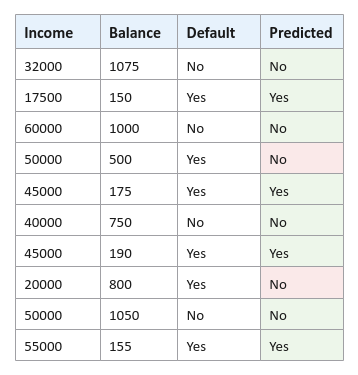 Income Balance Default Predicted
32000 1075 No No
17500 150 Yes Yes
60000 1000 No No
50000 500 Yes No
45000 175 Yes Yes
40000 750 No No
45000 190 Yes Yes
20000 800 Yes No
50000 1050 No No
55000 155 Yes Yes